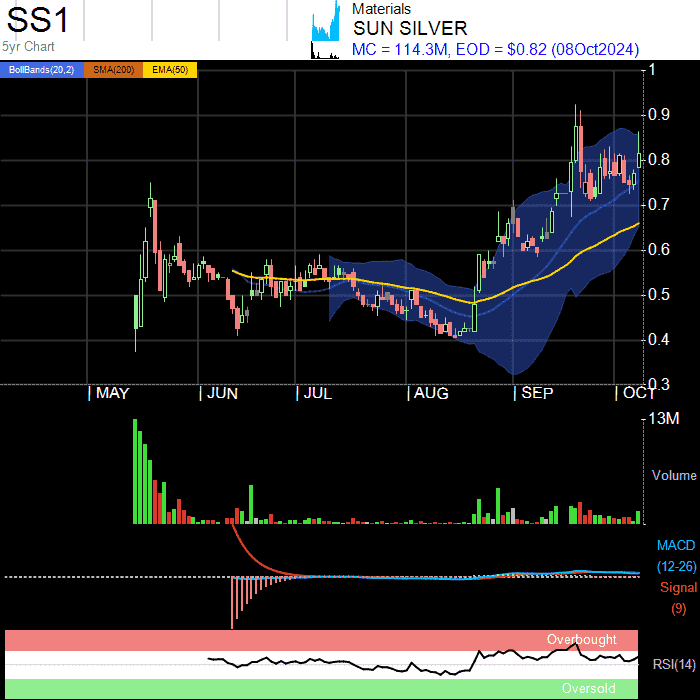 SS1
5yr Chart
Materials
SUN SILVER
MC = 114.3M, EOD = $0.82 (08Oct2024)
BollBands(20,2) SMA(200) EMA(50)
1
0.9
0.8
0.7
0.6
0.5
0.4
0.3
MAY JUN JUL AUG SEP OCT
13M
Volume
MACD
(12-26)
Signal
(9)
Overbought
RSI(14)
Oversold